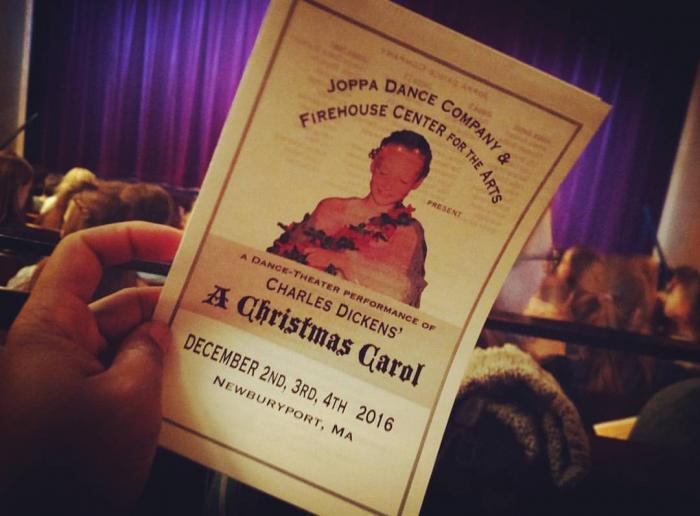 JOPPA DANCE COMPANY &
FIREHOUSE CENTER FOR THE ARTS
PRESENT
A DANCE-THEATER PERFORMANCE OF
CHARLES DICKENS'
A Christmas Carol
DECEMBER 2ND, 3RD, 4TH 2016
NEWBURYPORT, MA